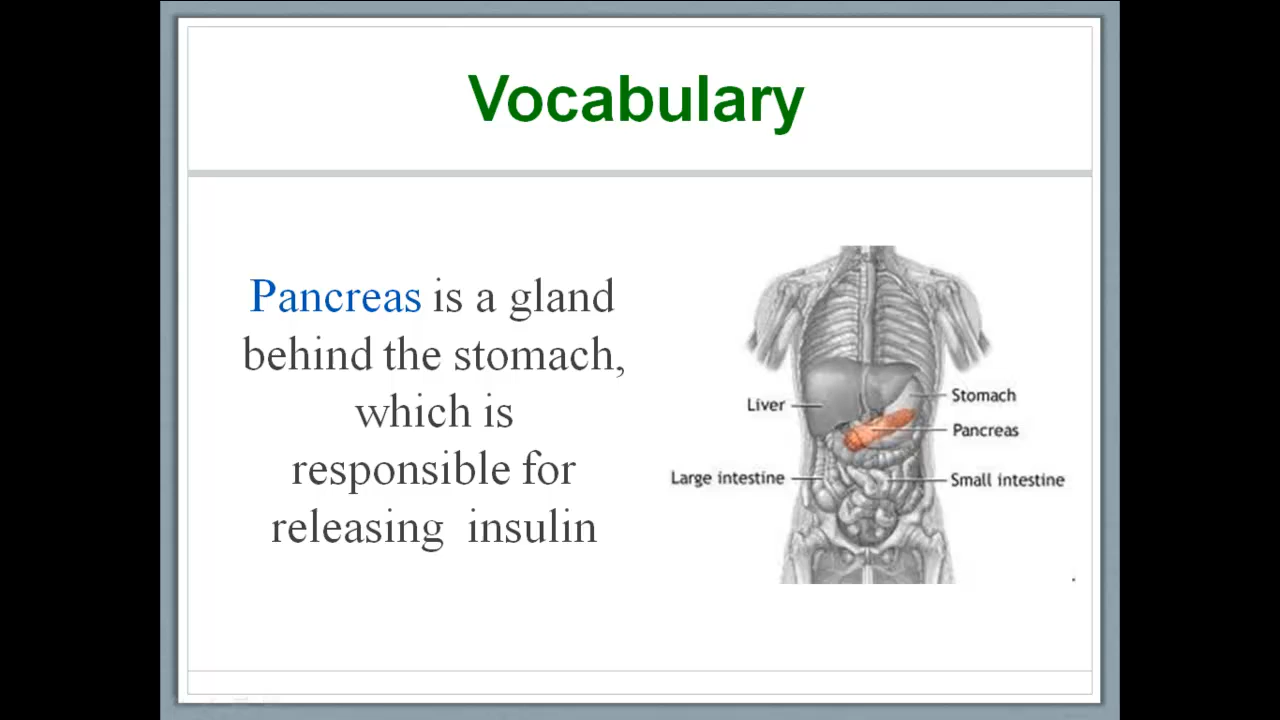 Vocabulary
Pancreas is a gland
behind the stomach,
which is
responsible for
releasing  insulin
Liver
Stomach
Pancreas
Large intestine
Small intestine